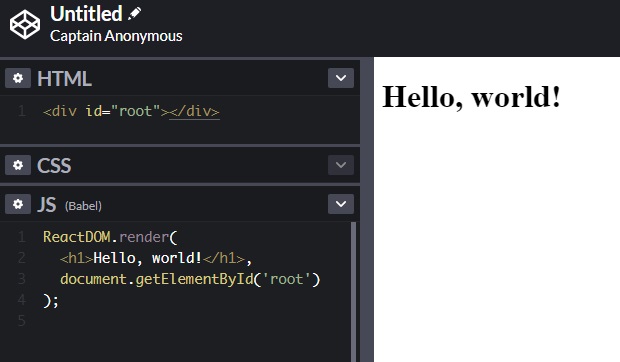 Untitled
Captain Anonymous
HTML
1 <div id="root"></div>
CSS
JS (Babel)
1 ReactDOM.render(
2   <h1>Hello, world!</h1>,
3   document.getElementById('root')
4 );
5
Hello, world!